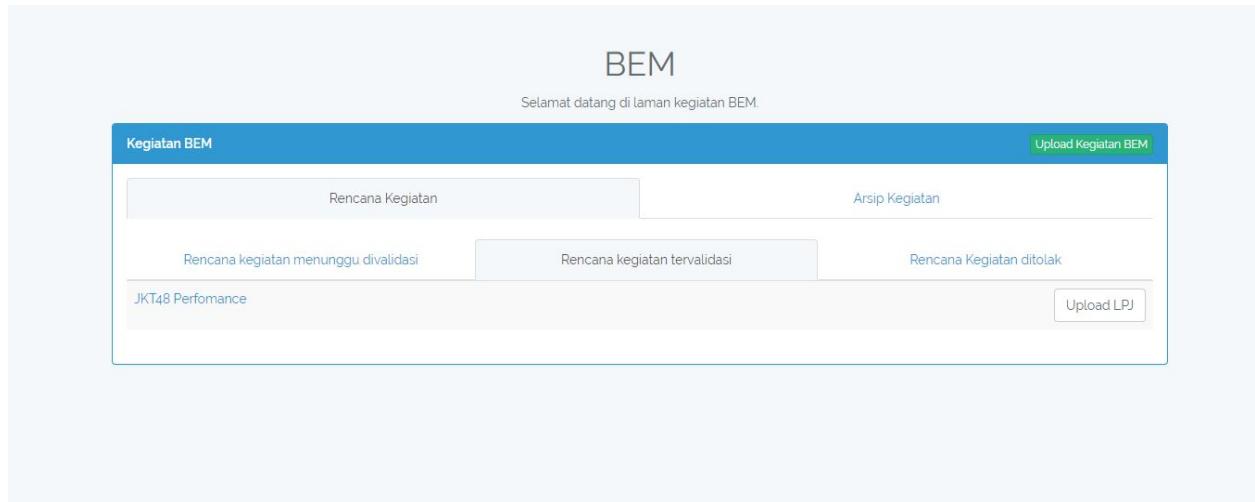 BEM
Selamat datang di laman kegiatan BEM.
Kegiatan BEM
Upload Kegiatan BEM
Rencana Kegiatan
Arsip Kegiatan
Rencana kegiatan menunggu divalidasi
Rencana kegiatan tervalidasi
Rencana Kegiatan ditolak
JKT48 Perfomance
Upload LPJ